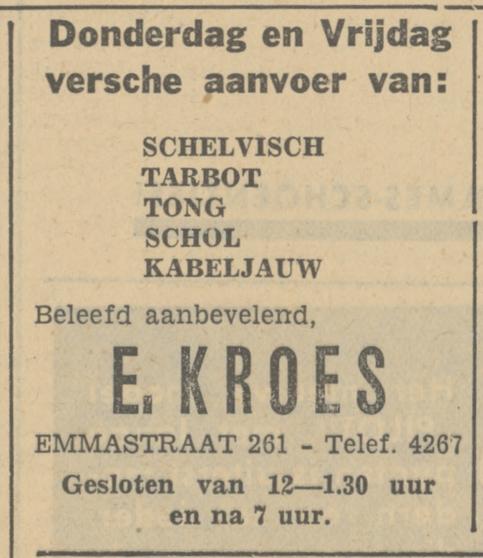 Donderdag en Vrijdag
versche aanvoer van:
SCHELVISCH
TARBOT
TONG
SCHOL
KABELJAUW
Beleefd aanbevelend,
E. KROES
EMMASTRAAT 261 - Telef. 4267
Gesloten van 12—1.30 uur
en na 7 uur.